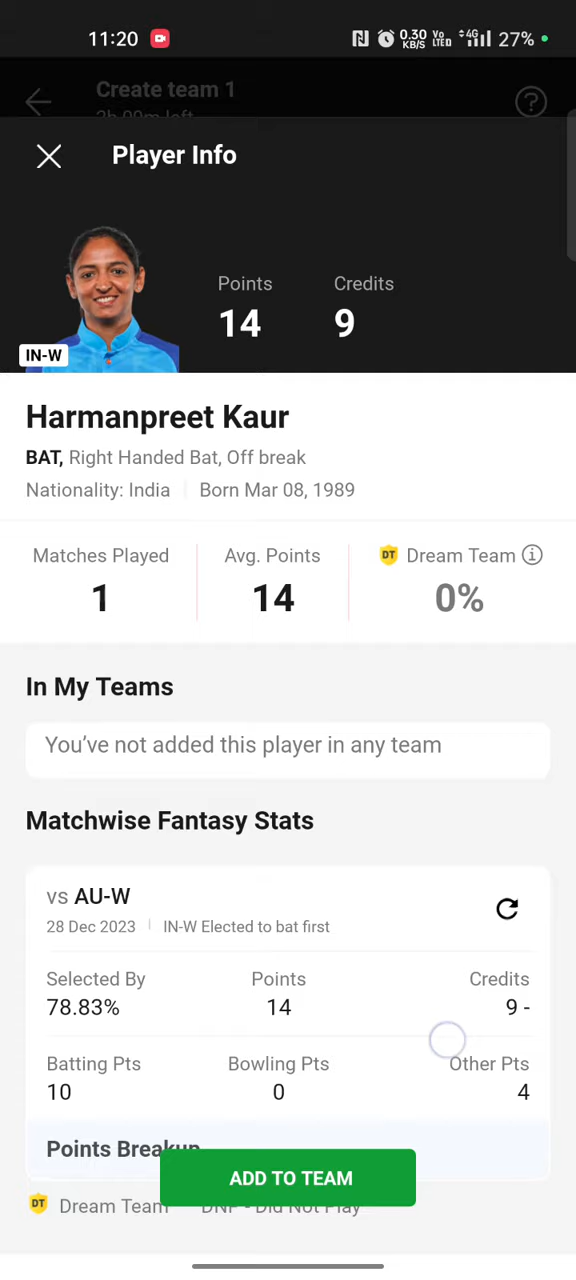 11:20 0.30 KB/S Vo LTE 4G 27%
Create team 1
2h 00m left
Player Info
Points Credits
14 9
IN-W
Harmanpreet Kaur
BAT, Right Handed Bat, Off break
Nationality: India Born Mar 08, 1989
Matches Played Avg. Points DT Dream Team
1 14 0%
In My Teams
You've not added this player in any team
Matchwise Fantasy Stats
vs AU-W
28 Dec 2023 IN-W Elected to bat first
Selected By Points Credits
78.83% 14 9 -
Batting Pts Bowling Pts Other Pts
10 0 4
Points Breakup
ADD TO TEAM
DT Dream Team DNP - Did Not Play